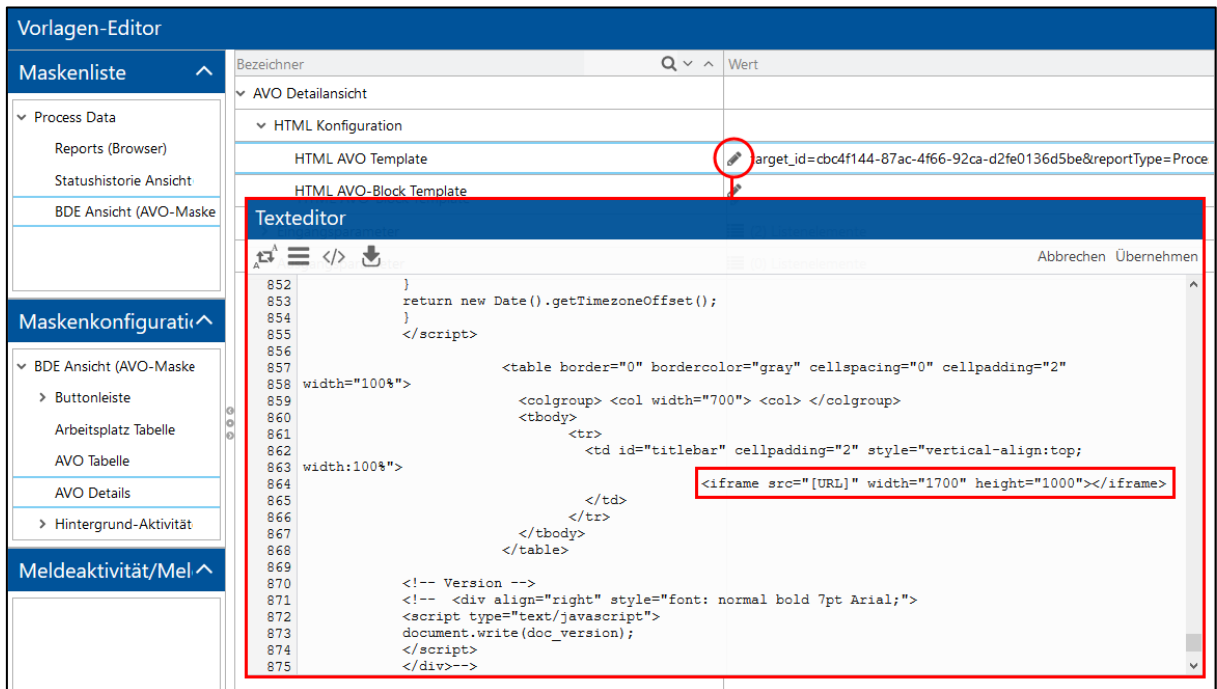 Vorlagen-Editor
Maskenliste
Process Data
Reports (Browser)
Statushistorie Ansicht
BDE Ansicht (AVO-Maske
Maskenkonfiguratic
BDE Ansicht (AVO-Maske
Buttonleiste
Arbeitsplatz Tabelle
AVO Tabelle
AVO Details
Hintergrund-Aktivität
Meldeaktivität/Mel
Bezeichner Wert
AVO Detailansicht
HTML Konfiguration
HTML AVO Template target_id=cbc4f144-87ac-4f66-92ca-d2fe0136d5be&reportType=Proce
HTML AVO-Block Template
Texteditor
Abbrechen Übernehmen
852 }
853 return new Date().getTimezoneOffset();
854 }
855 </script>
856
857 <table border="0" bordercolor="gray" cellspacing="0" cellpadding="2"
858 width="100%">
859 <colgroup> <col width="700"> <col> </colgroup>
860 <tbody>
861 <tr>
862 <td id="titlebar" cellpadding="2" style="vertical-align:top;
863 width:100%">
864 <iframe src="[URL]" width="1700" height="1000"></iframe>
865 </td>
866 </tr>
867 </tbody>
868 </table>
869
870 <!-- Version -->
871 <!-- <div align="right" style="font: normal bold 7pt Arial;">
872 <script type="text/javascript">
873 document.write(doc_version);
874 </script>
875 </div>-->